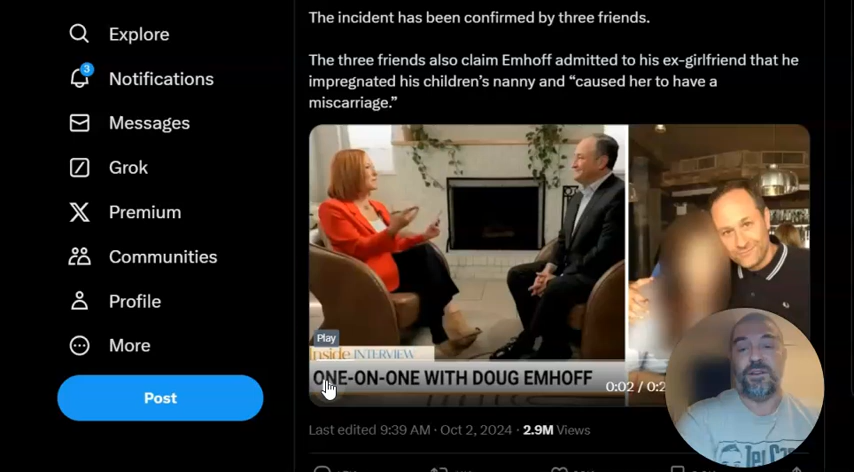 The incident has been confirmed by three friends.
Explore
The three friends also claim Emhoff admitted to his ex-girlfriend that he
impregnated his children’s nanny and “caused her to have a
miscarriage.”
3
Notifications
Messages
Grok
Premium
Communities
Profile
More
Post
Play
Inside INTERVIEW
ONE-ON-ONE WITH DOUG EMHOFF
0:02 / 0:2
Last edited 9:39 AM · Oct 2, 2024 · 2.9M Views